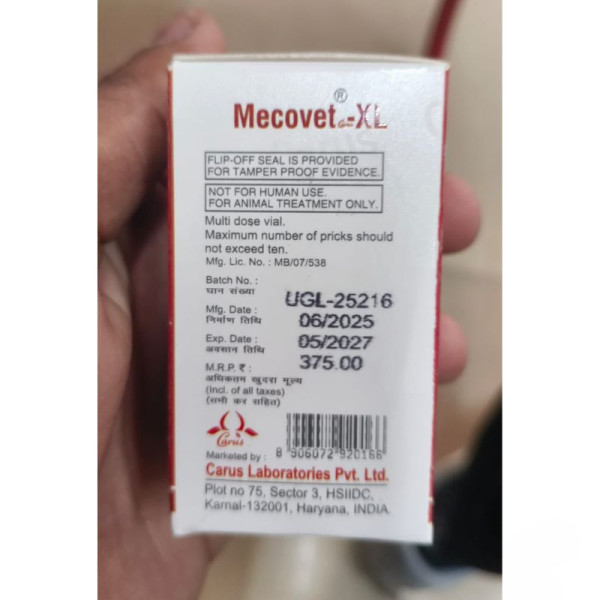 Mecovet®-XL
FLIP-OFF SEAL IS PROVIDED
FOR TAMPER PROOF EVIDENCE.
NOT FOR HUMAN USE.
FOR ANIMAL TREATMENT ONLY.
Multi dose vial.
Maximum number of pricks should
not exceed ten.
Mfg. Lic. No. : MB/07/538
Batch No. : UGL-25216
घान संख्या
Mfg. Date : 06/2025
निर्माण तिथि
Exp. Date : 05/2027
अवसान तिथि
M.R.P. ₹ : 375.00
अधिकतम खुदरा मूल्य
(Incl. of all taxes)
(सभी कर सहित)
Carus
8 906072 920166
Marketed by :
Carus Laboratories Pvt. Ltd.
Plot no 75, Sector 3, HSIIDC,
Karnal-132001, Haryana, INDIA.